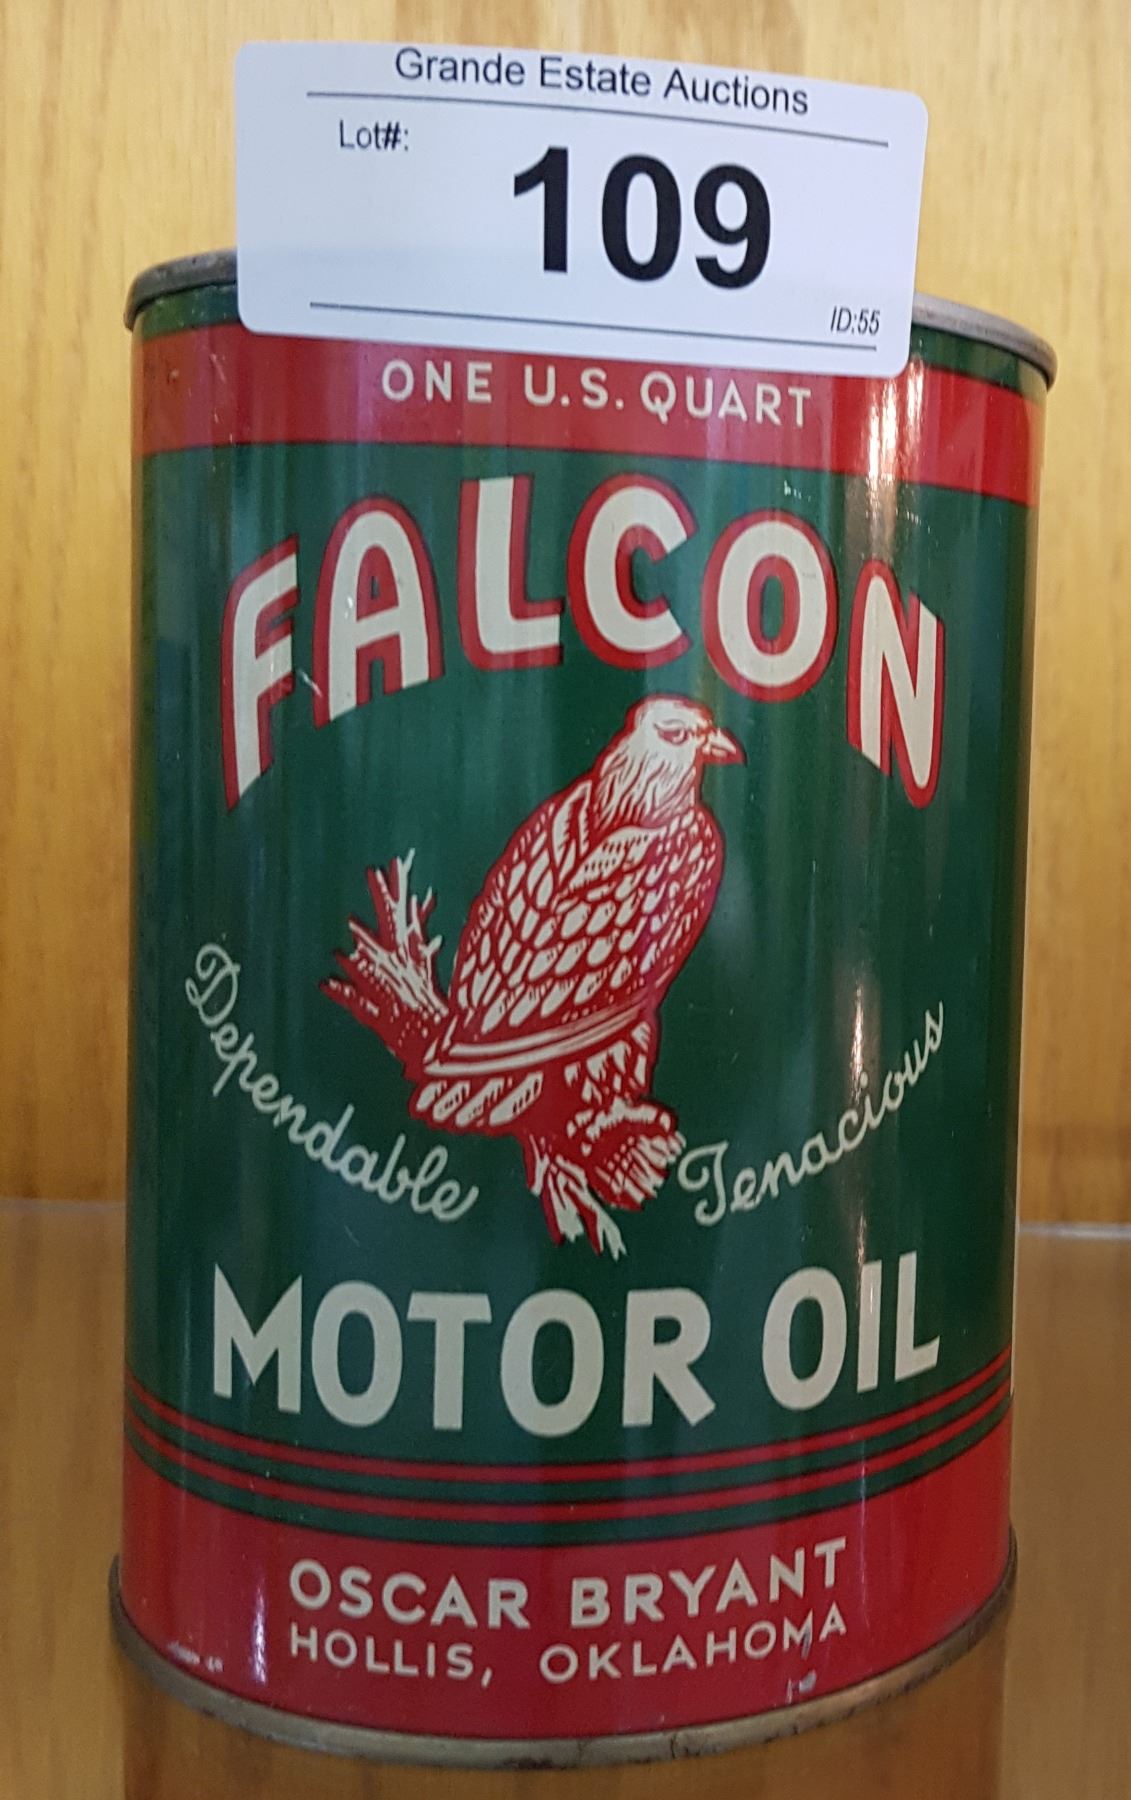 Grande Estate Auctions
Lot#:
109
ID:55
ONE U.S. QUART
FALCON
Dependable
Tenacious
MOTOR OIL
OSCAR BRYANT
HOLLIS, OKLAHOMA